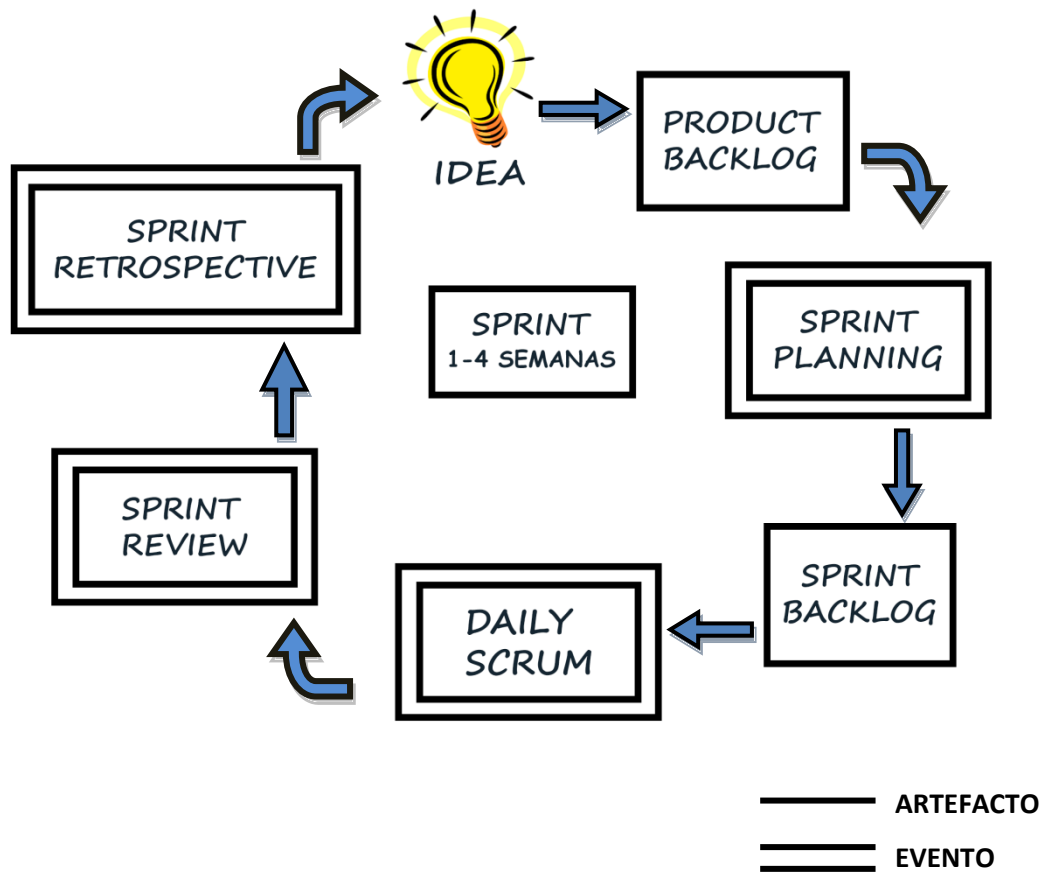 IDEA
PRODUCT
BACKLOG
SPRINT
PLANNING
SPRINT
BACKLOG
DAILY
SCRUM
SPRINT
REVIEW
SPRINT
RETROSPECTIVE
SPRINT
1-4 SEMANAS
ARTEFACTO
EVENTO